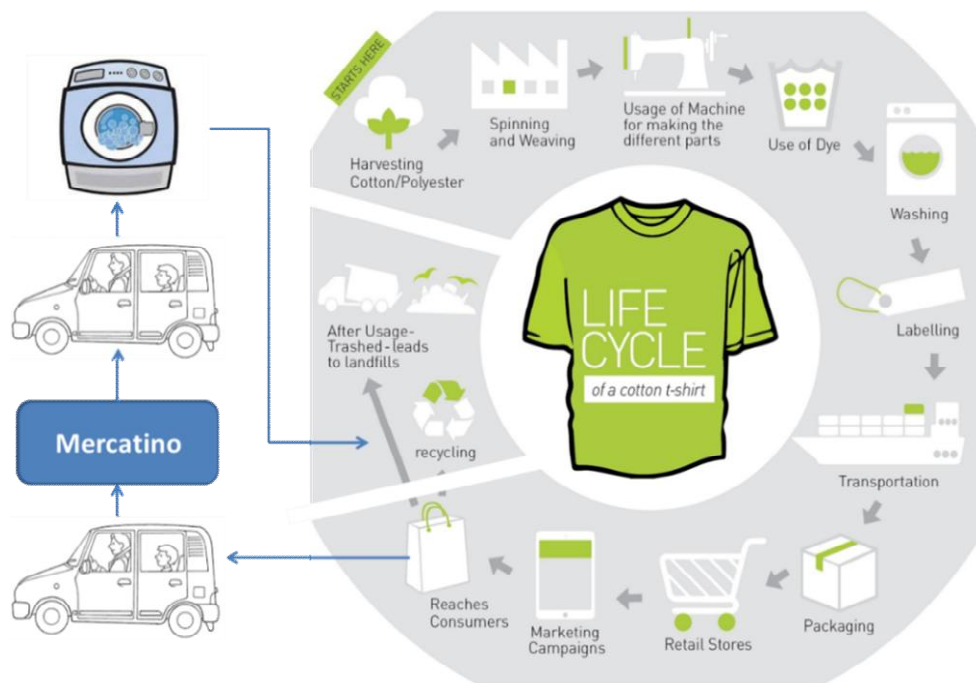 STARTS HERE
Harvesting
Cotton/Polyester
Spinning
and Weaving
Usage of Machine
for making the
different parts
Use of Dye
Washing
Labelling
Transportation
Packaging
Retail Stores
Marketing
Campaigns
Reaches
Consumers
recycling
After Usage-
Trashed-leads
to landfills
LIFE
CYCLE
of a cotton t-shirt
Mercatino